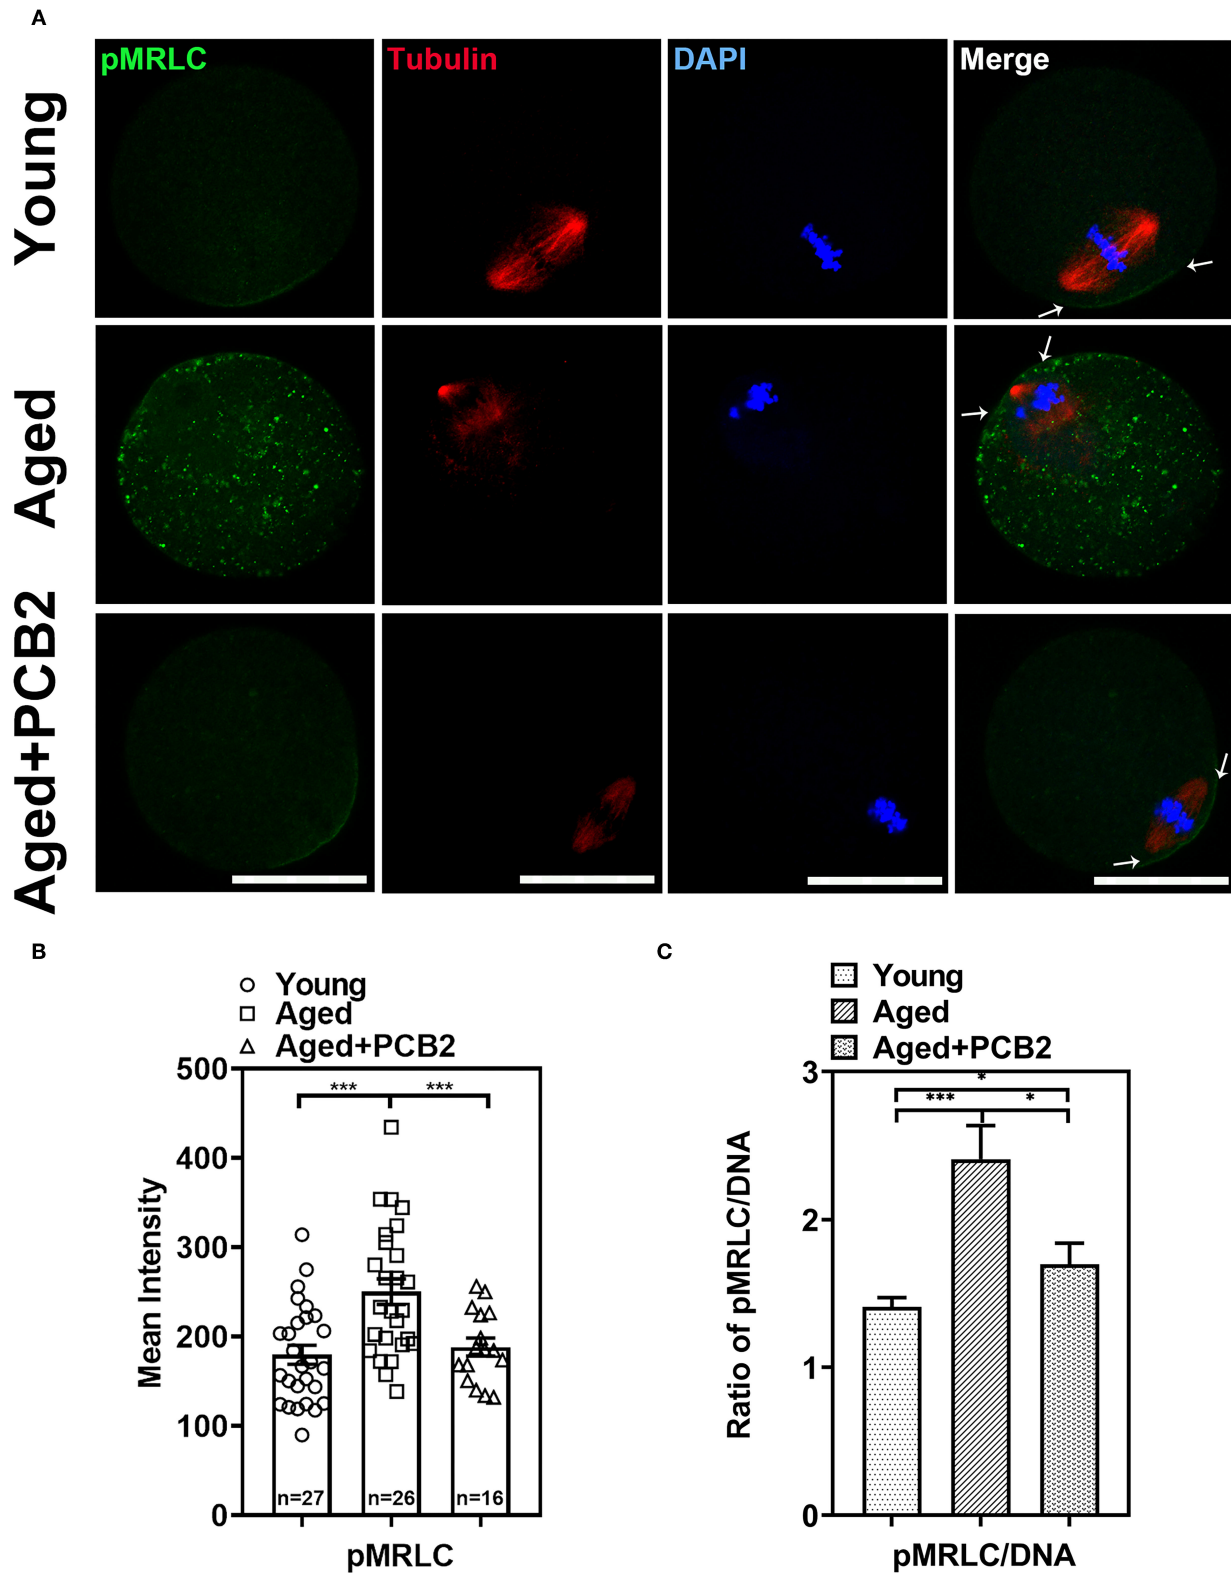 A
pMRLC
Tubulin
DAPI
Merge
Young
Aged
Aged+PCB2
B
C
Young
Aged
Aged+PCB2
500
400
300
200
100
0
Mean Intensity
*** ***
n=27 n=26 n=16
pMRLC
Young
Aged
Aged+PCB2
3
2
1
0
Ratio of pMRLC/DNA
*
*** *
pMRLC/DNA